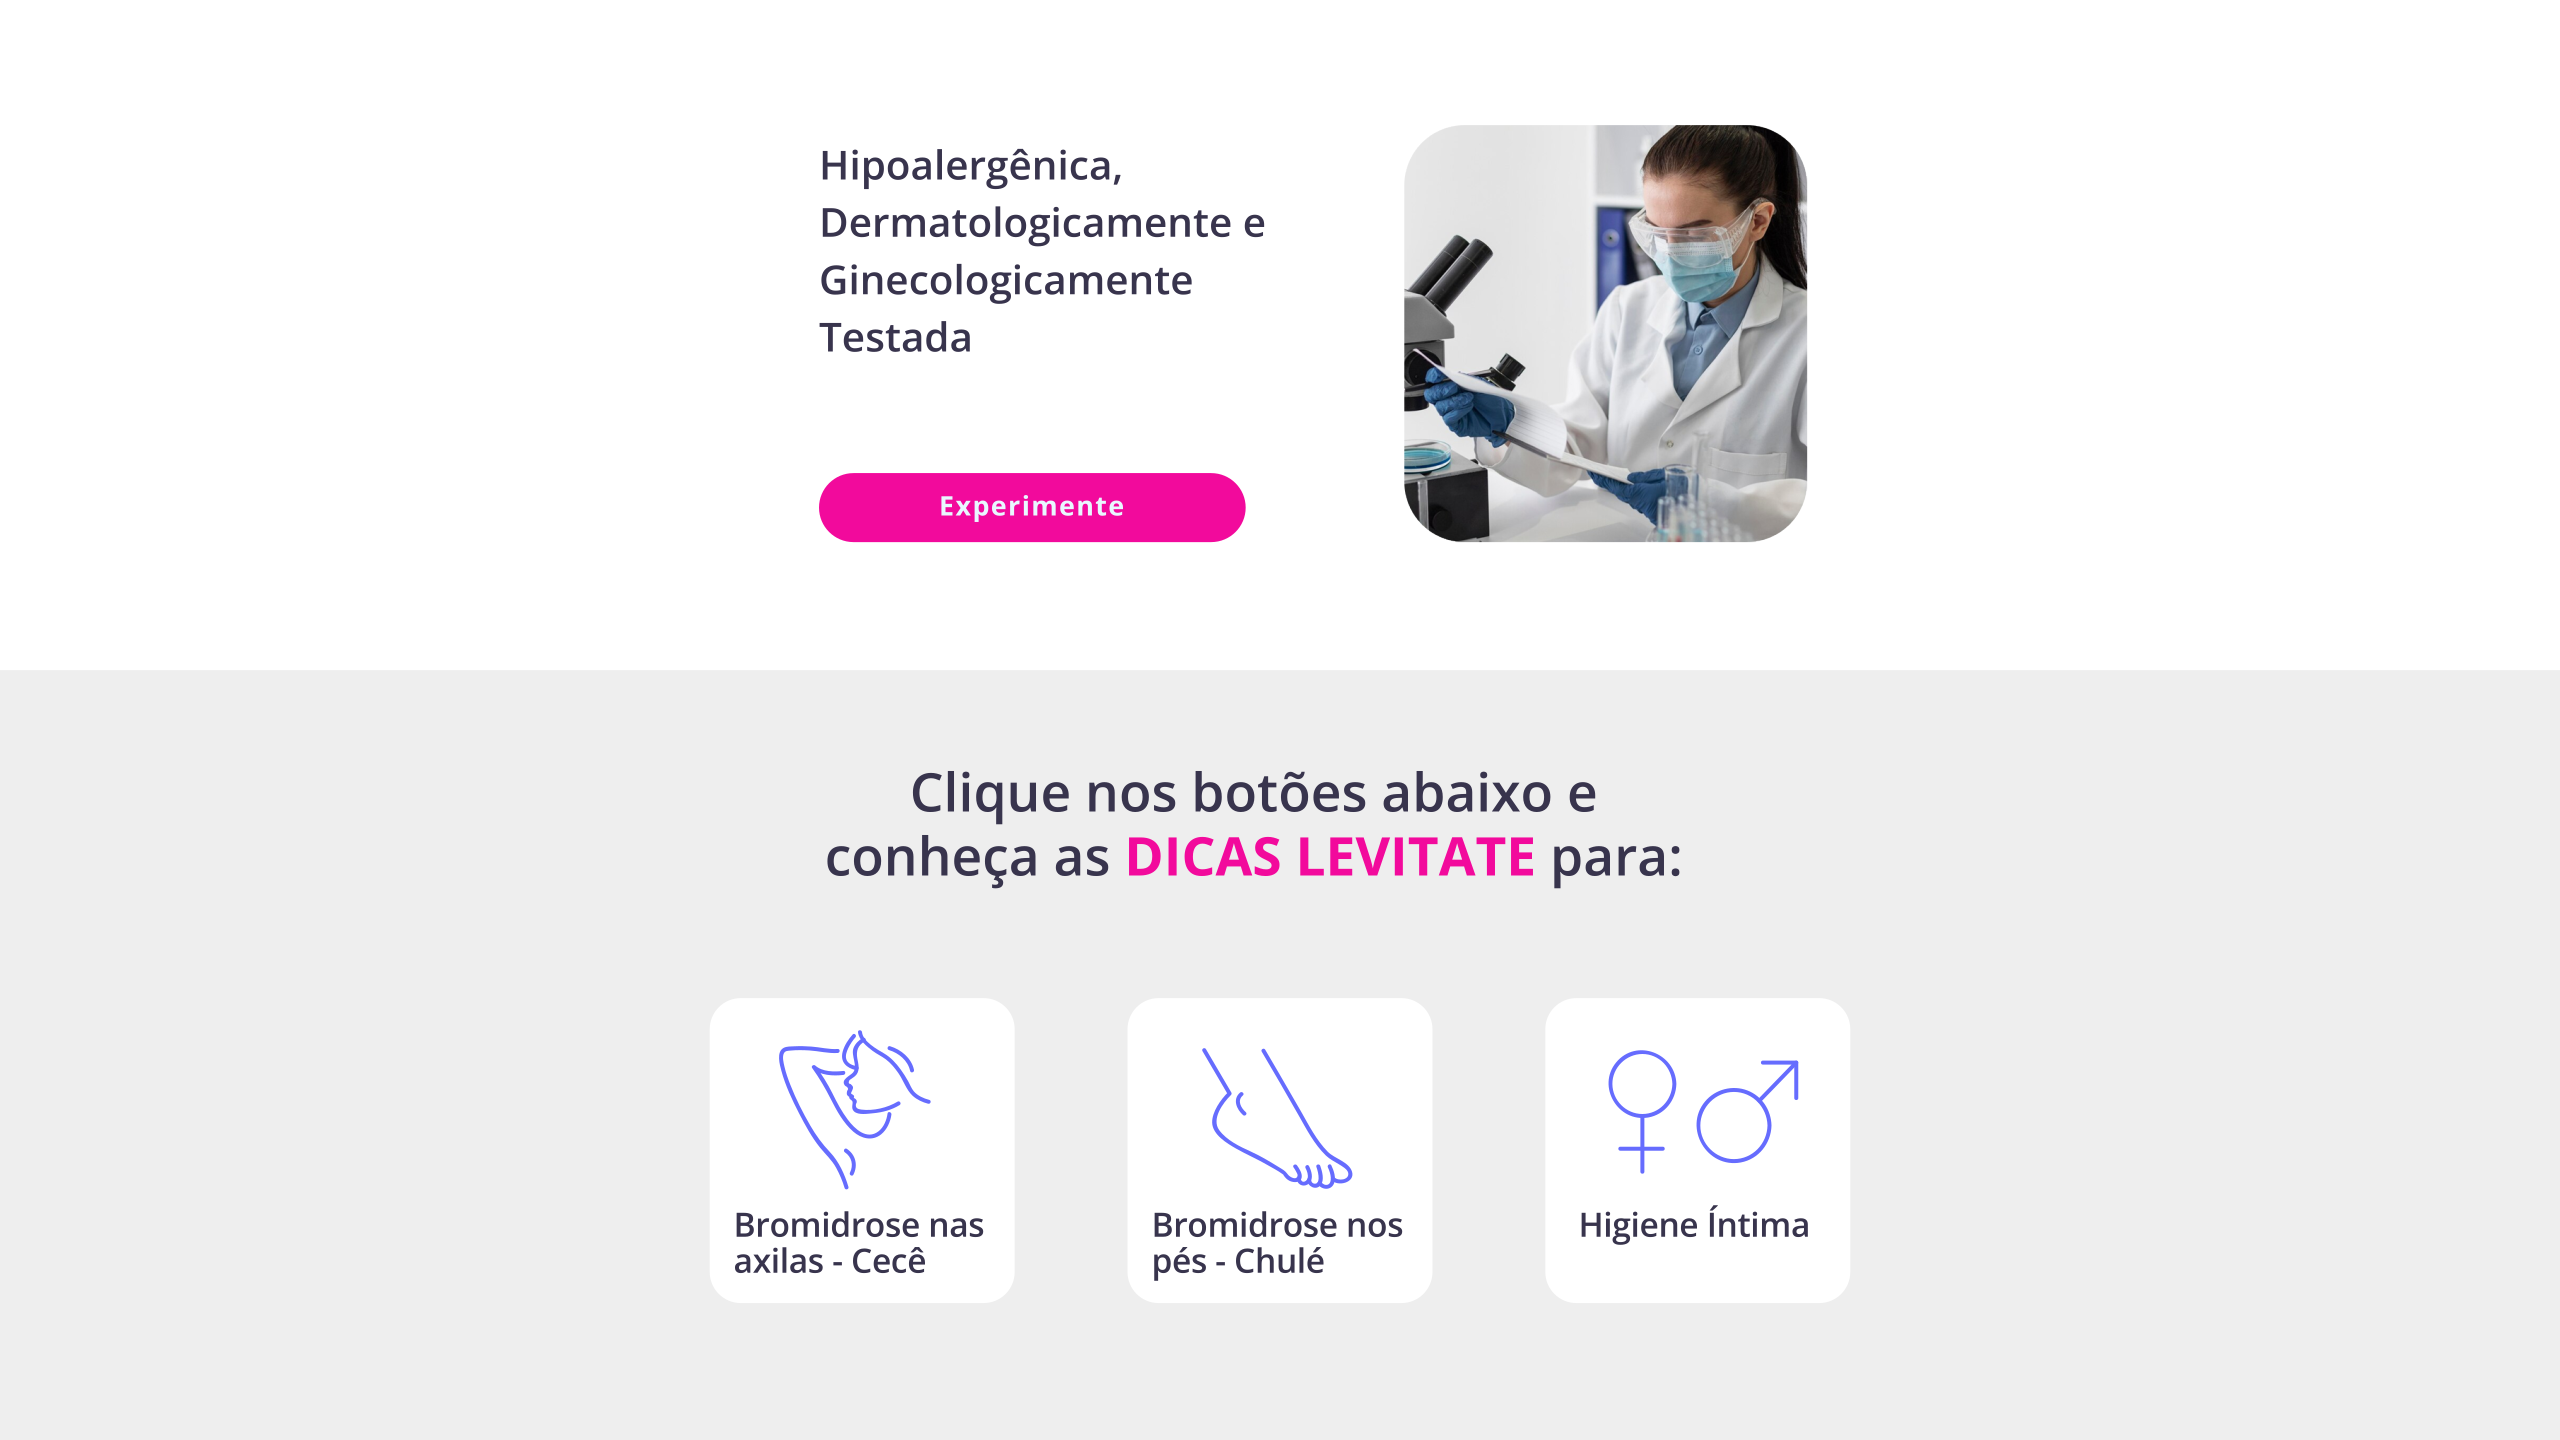 Hipoalergênica,
Dermatologicamente e
Ginecologicamente
Testada
Experimente
Clique nos botões abaixo e
conheça as DICAS LEVITATE para:
Bromidrose nas
axilas - Cecê
Bromidrose nos
pés - Chulé
Higiene Íntima